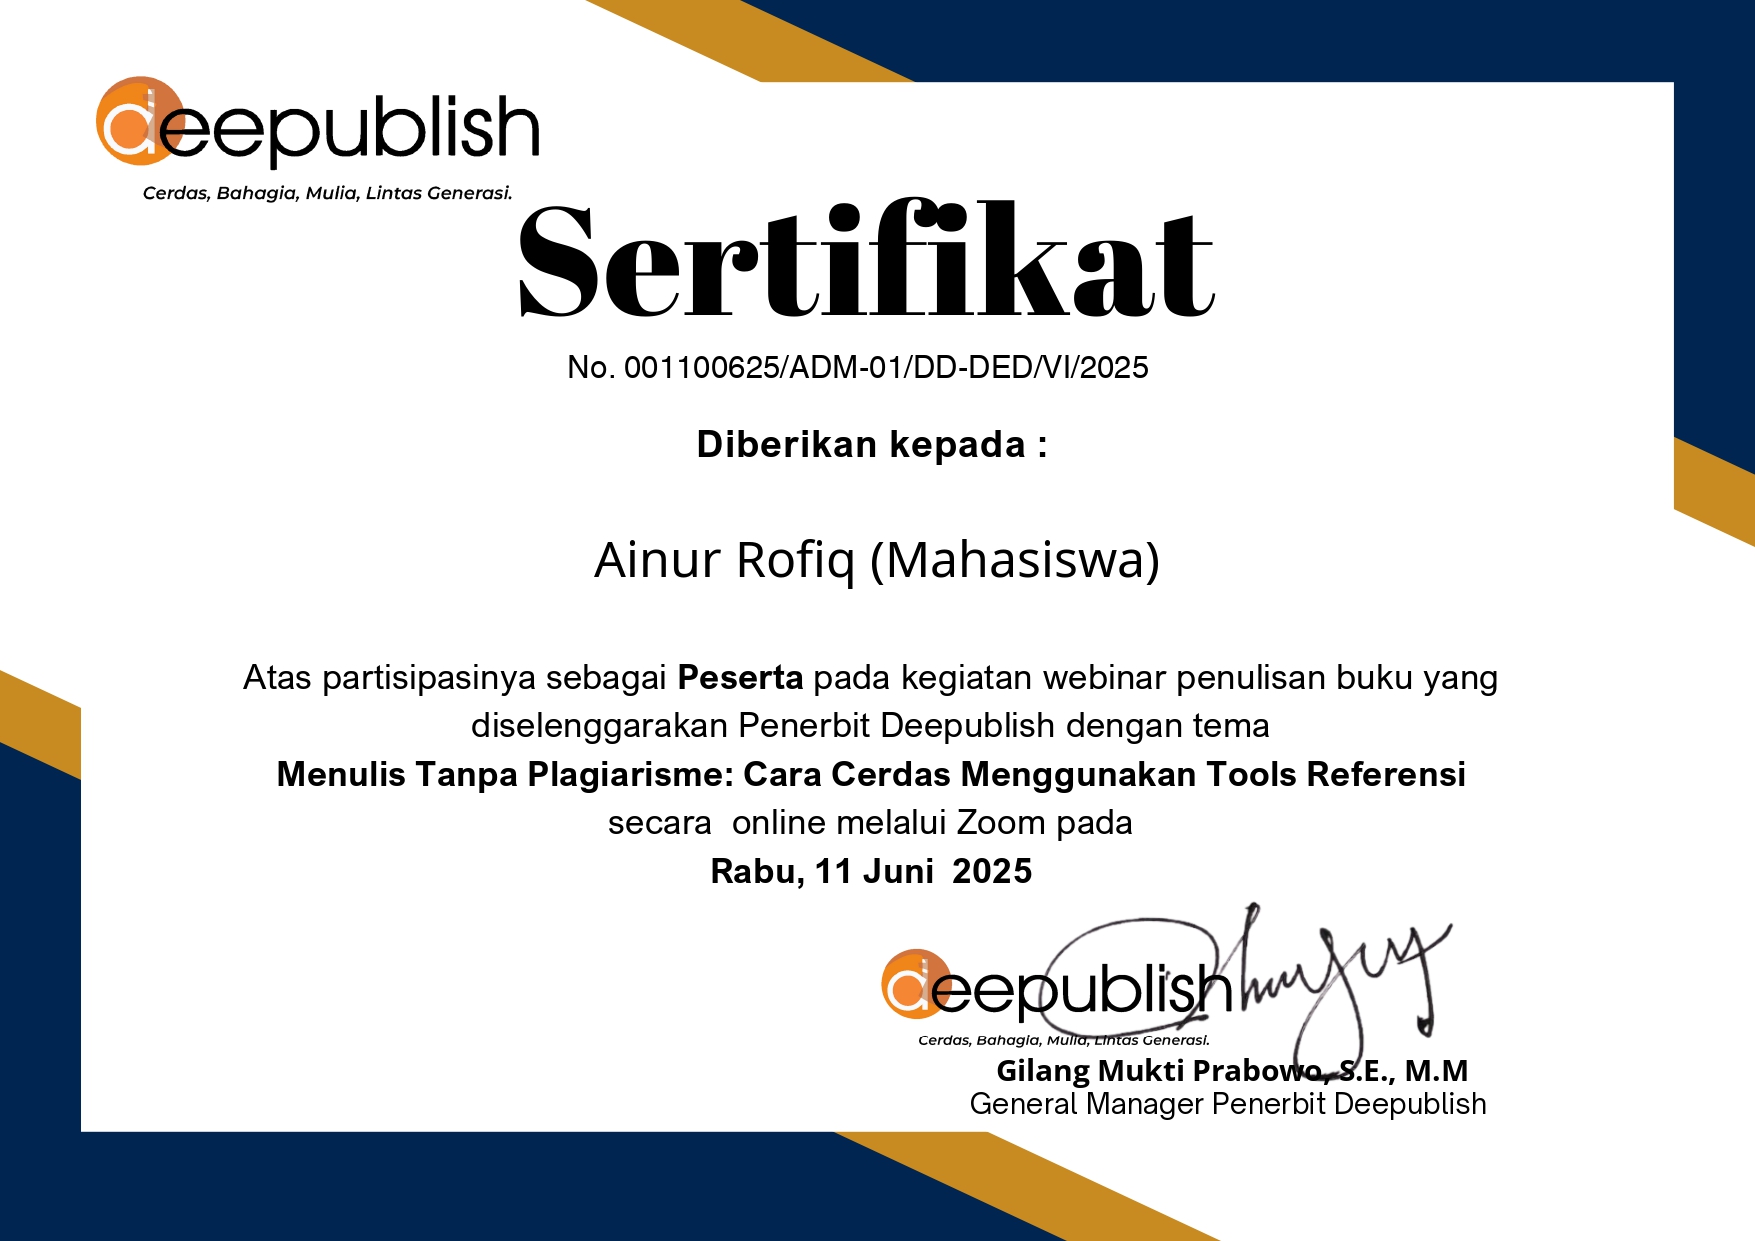 deepublish
Cerdas, Bahagia, Mulia, Lintas Generasi.
Sertifikat
No. 001100625/ADM-01/DD-DED/VI/2025
Diberikan kepada :
Ainur Rofiq (Mahasiswa)
Atas partisipasinya sebagai Peserta pada kegiatan webinar penulisan buku yang
diselenggarakan Penerbit Deepublish dengan tema
Menulis Tanpa Plagiarisme: Cara Cerdas Menggunakan Tools Referensi
secara  online melalui Zoom pada
Rabu, 11 Juni  2025
deepublish
Cerdas, Bahagia, Mulia, Lintas Generasi.
Gilang Mukti Prabowo, S.E., M.M
General Manager Penerbit Deepublish